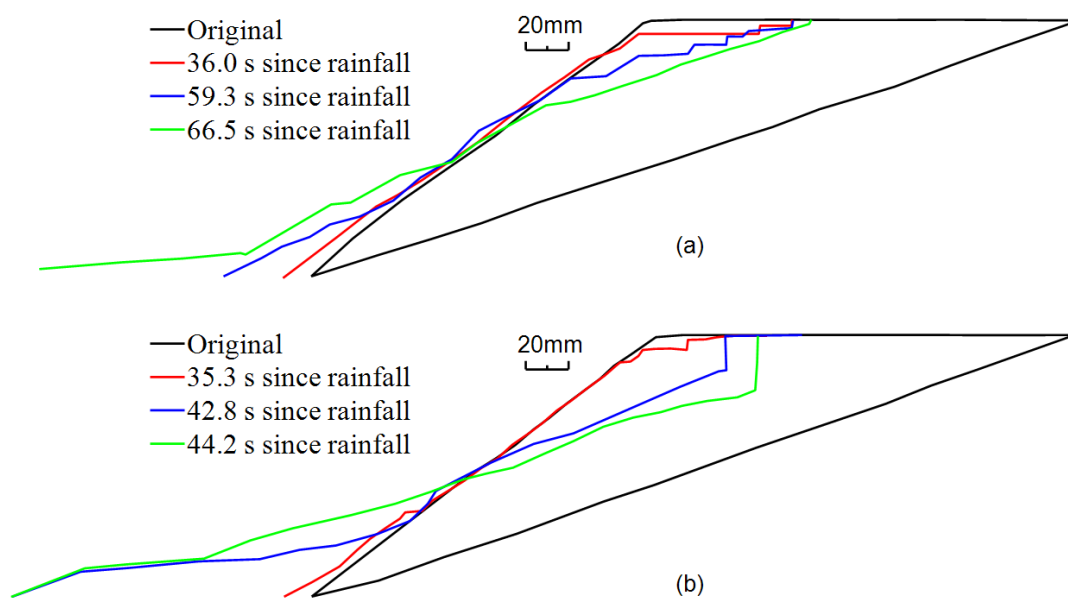 Original
36.0 s since rainfall
59.3 s since rainfall
66.5 s since rainfall
20mm
(a)
Original
35.3 s since rainfall
42.8 s since rainfall
44.2 s since rainfall
20mm
(b)